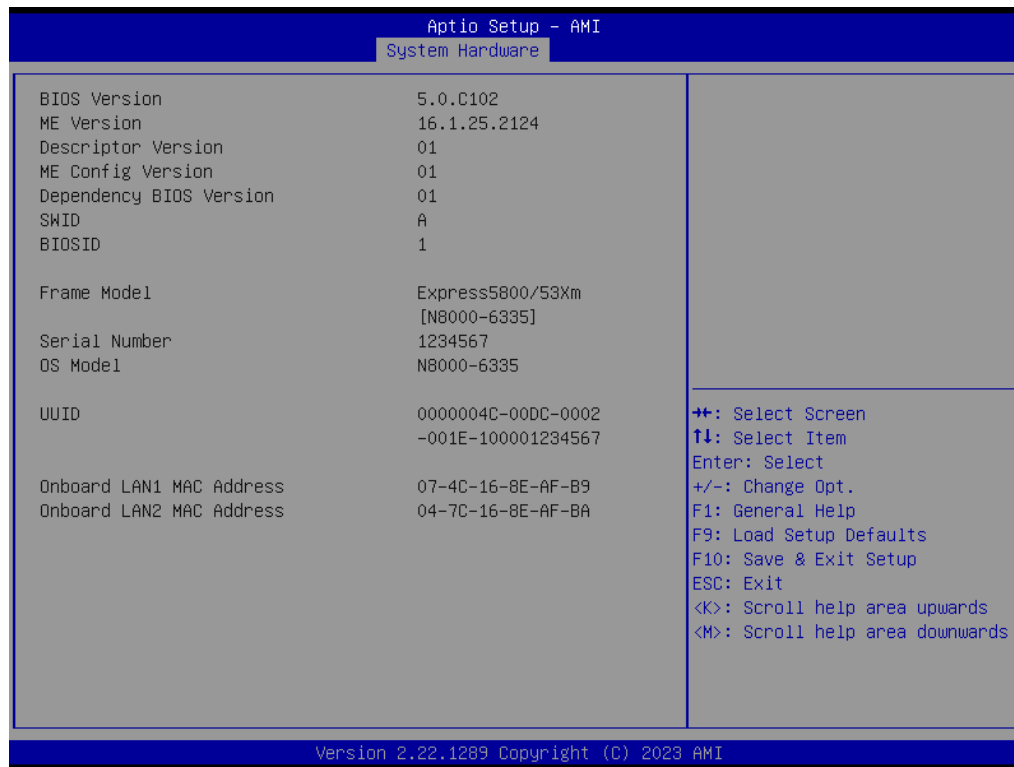 Aptio Setup – AMI
System Hardware
BIOS Version 5.0.C102
ME Version 16.1.25.2124
Descriptor Version 01
ME Config Version 01
Dependency BIOS Version 01
SWID A
BIOSID 1
Frame Model Express5800/53Xm
[N8000-6335]
Serial Number 1234567
OS Model N8000-6335
UUID 0000004C-00DC-0002
-001E-100001234567
Onboard LAN1 MAC Address 07-4C-16-8E-AF-B9
Onboard LAN2 MAC Address 04-7C-16-8E-AF-BA
→←: Select Screen
↑↓: Select Item
Enter: Select
+/-: Change Opt.
F1: General Help
F9: Load Setup Defaults
F10: Save & Exit Setup
ESC: Exit
<K>: Scroll help area upwards
<M>: Scroll help area downwards
Version 2.22.1289 Copyright (C) 2023 AMI